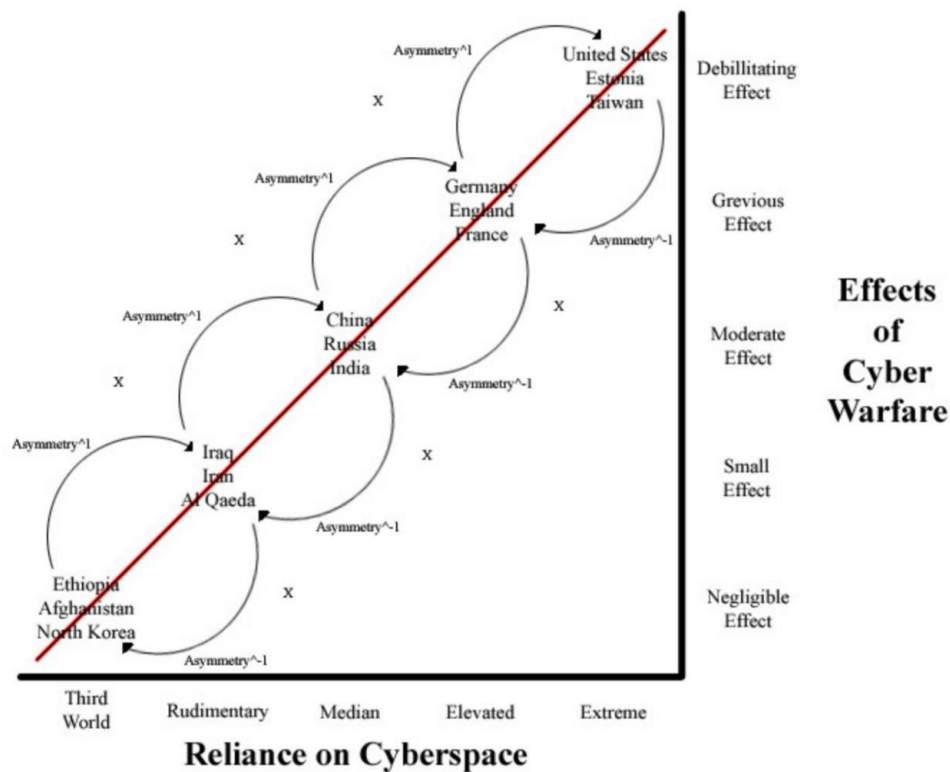 Asymmetry^1
United States
Estonia
Taiwan
Debillitating
Effect
x
Asymmetry^1
Germany
England
France
Grevious
Effect
Asymmetry^-1
x
Asymmetry^1
China
Russia
India
x
Moderate
Effect
Asymmetry^-1
Effects
of
Cyber
Warfare
x
Asymmetry^1
Iraq
Iran
Al Qaeda
x
Small
Effect
Asymmetry^-1
Ethiopia
Afghanistan
North Korea
x
Negligible
Effect
Asymmetry^-1
Third
World
Rudimentary
Median
Elevated
Extreme
Reliance on Cyberspace